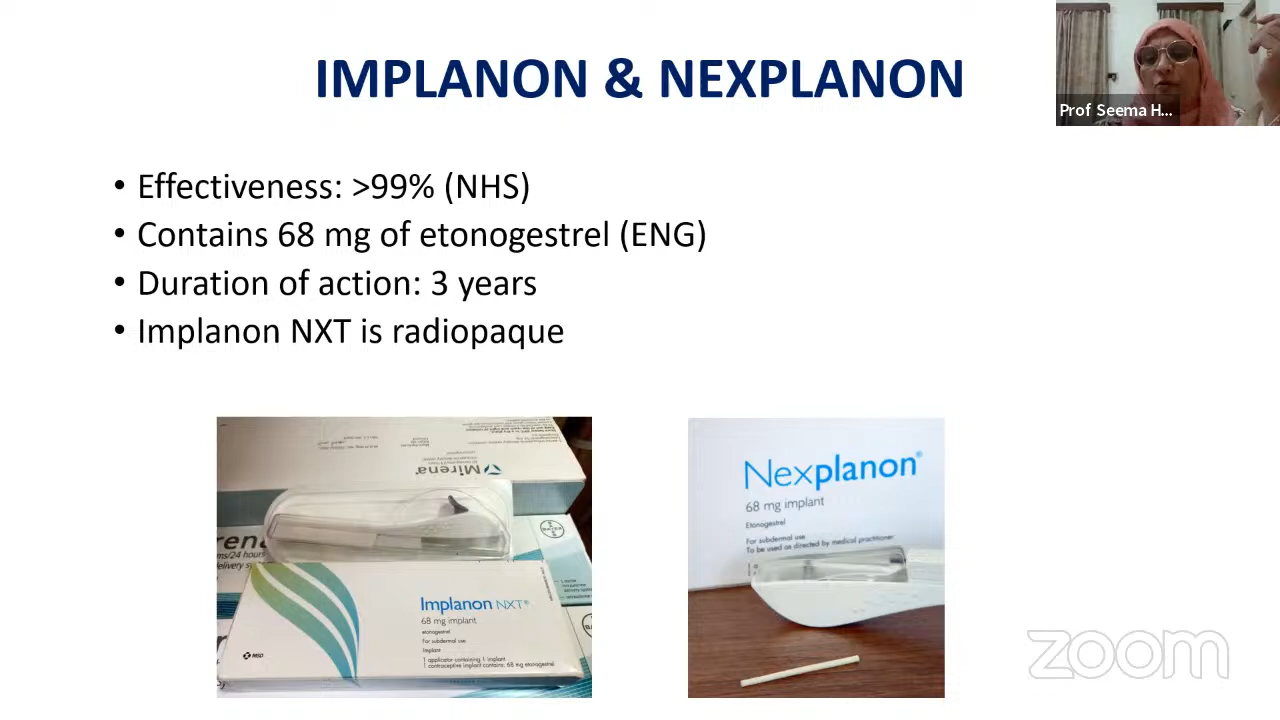 IMPLANON & NEXPLANON
Prof Seema H...
• Effectiveness: >99% (NHS)
• Contains 68 mg of etonogestrel (ENG)
• Duration of action: 3 years
• Implanon NXT is radiopaque
Mirena
BAYER
Implanon NXT®
68 mg implant
etonogestrel
For subdermal use
Implant
1 applicator containing 1 implant
1 contraceptive implant contains: 68 mg etonogestrel
MSD
Nexplanon®
68 mg implant
Etonogestrel
For subdermal use
To be used as directed by medical practitioner
zoom